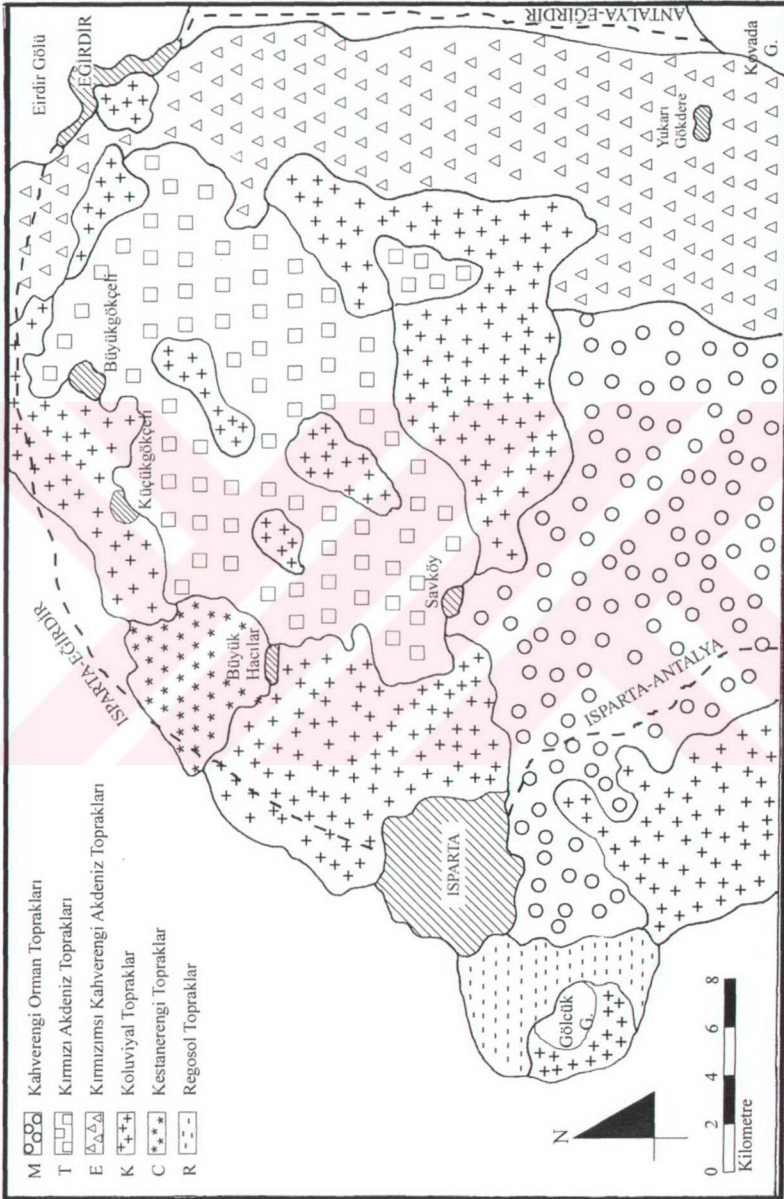 M Kahverengi Orman Toprakları
T Kırmızı Akdeniz Toprakları
E Kırmızımsı Kahverengi Akdeniz Toprakları
K Koluviyal Topraklar
C Kestanerengi Topraklar
R Regosol Topraklar
N
0 2 4 6 8
Kilometre
Gölcük
G.
ISPARTA
ISPARTA-EĞİRDİR
Büyük
Hacılar
Savköy
ISPARTA-ANTALYA
Küçükgökçeli
Büyükgökçeli
Eirdir Gölü
EĞİRDİR
ANTALYA-EĞİRDİR
Yukarı
Gökdere
Kovada
G.